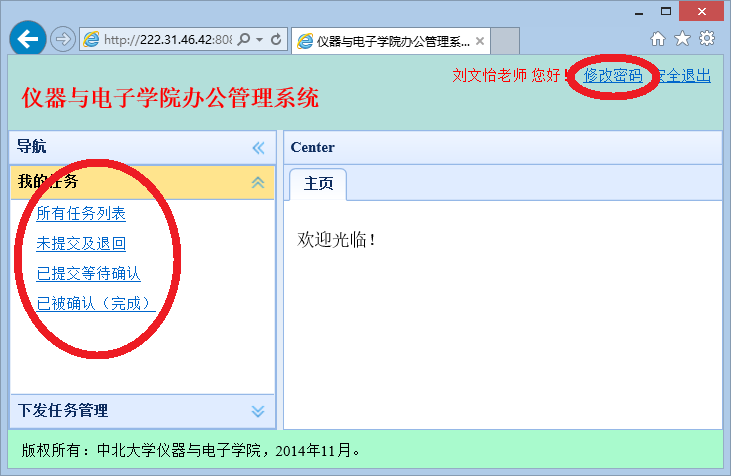 http://222.31.46.42:808
仪器与电子学院办公管理系统...
刘文怡老师 您好！ 修改密码 安全退出
仪器与电子学院办公管理系统
导航
Center
我的任务
主页
所有任务列表
未提交及退回
已提交等待确认
已被确认（完成）
欢迎光临！
下发任务管理
版权所有：中北大学仪器与电子学院，2014年11月。